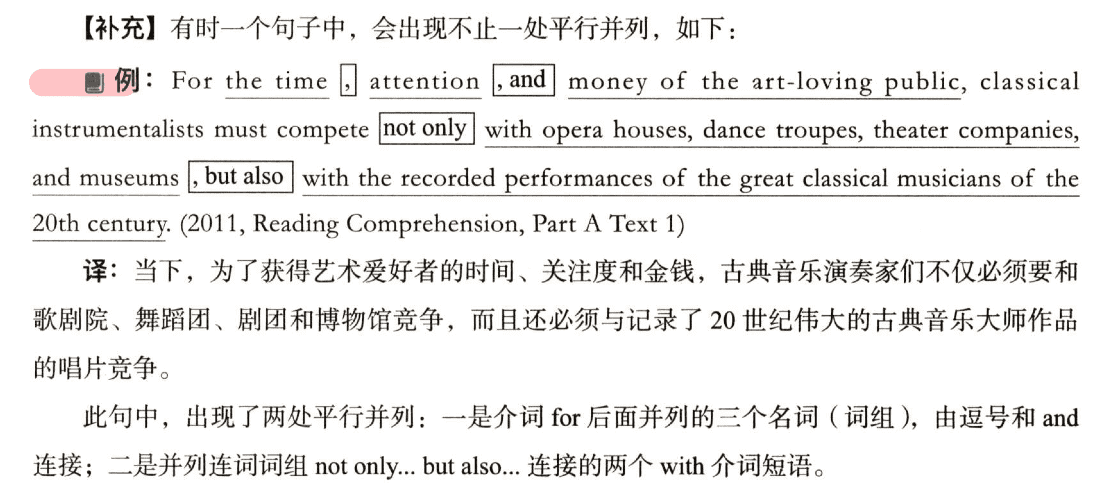 【补充】有时一个句子中，会出现不止一处平行并列，如下：
例：For the time , attention , and money of the art-loving public, classical
instrumentalists must compete not only with opera houses, dance troupes, theater companies,
and museums , but also with the recorded performances of the great classical musicians of the
20th century. (2011, Reading Comprehension, Part A Text 1)
译：当下，为了获得艺术爱好者的时间、关注度和金钱，古典音乐演奏家们不仅必须要和
歌剧院、舞蹈团、剧团和博物馆竞争，而且还必须与记录了 20 世纪伟大的古典音乐大师作品
的唱片竞争。
此句中，出现了两处平行并列：一是介词 for 后面并列的三个名词（词组），由逗号和 and
连接；二是并列连词词组 not only... but also... 连接的两个 with 介词短语。